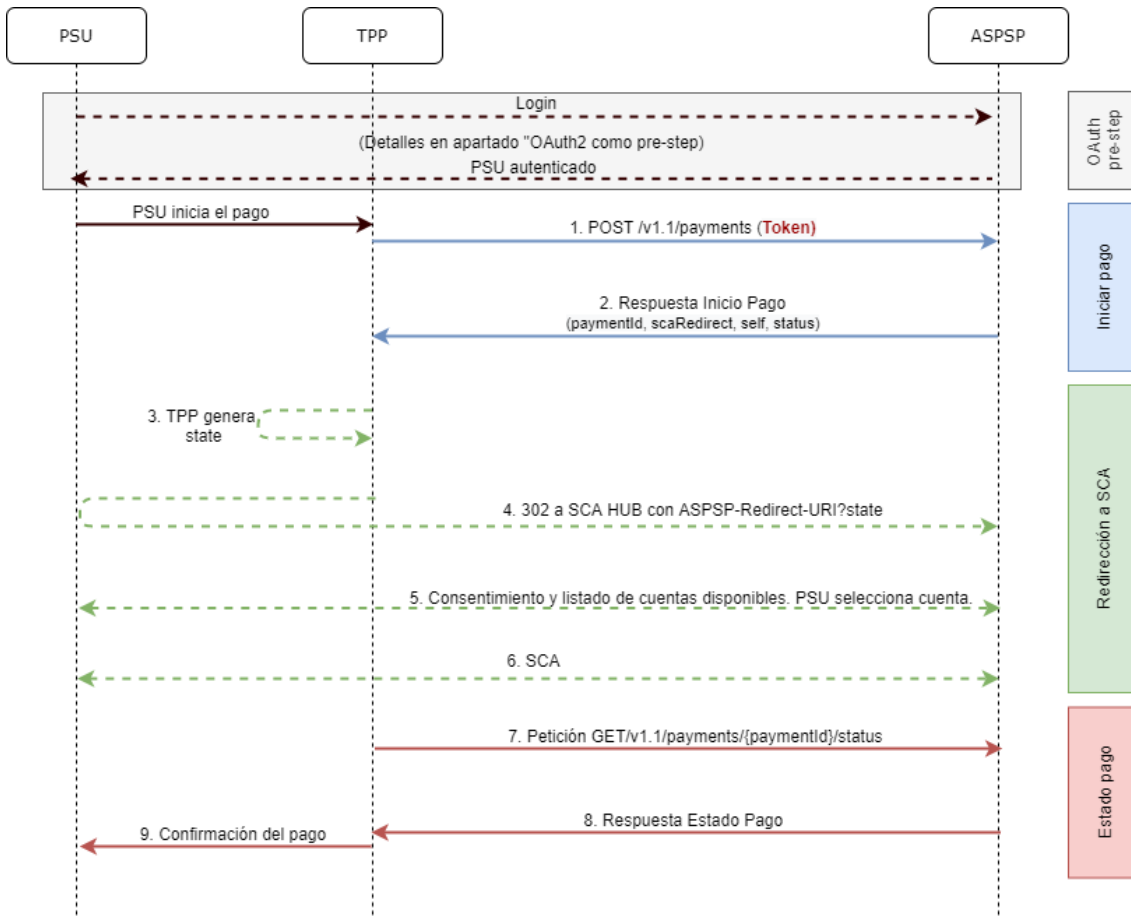 PSU
TPP
ASPSP
Login
(Detalles en apartado "OAuth2 como pre-step)
PSU autenticado
OAuth
pre-step
PSU inicia el pago
1. POST /v1.1/payments (Token)
2. Respuesta Inicio Pago
(paymentId, scaRedirect, self, status)
Iniciar pago
3. TPP genera
state
4. 302 a SCA HUB con ASPSP-Redirect-URI?state
5. Consentimiento y listado de cuentas disponibles. PSU selecciona cuenta.
6. SCA
Redirección a SCA
7. Petición GET/v1.1/payments/{paymentId}/status
8. Respuesta Estado Pago
9. Confirmación del pago
Estado pago